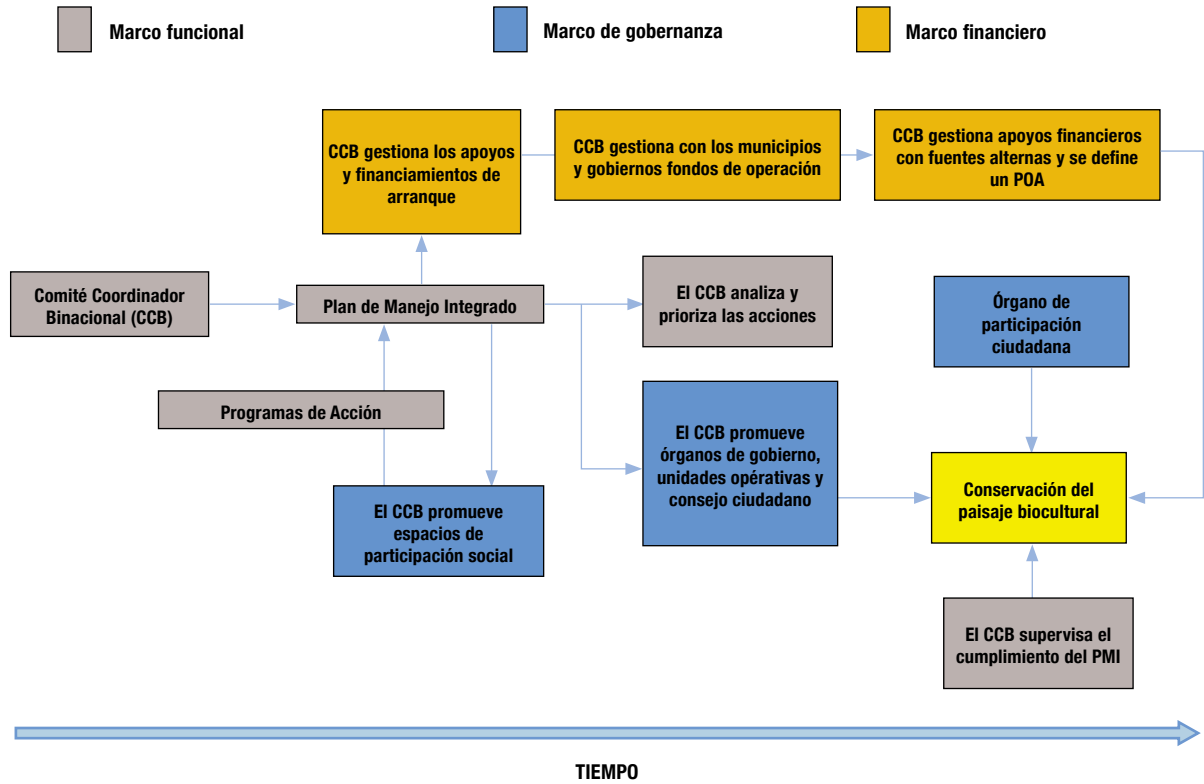 Marco funcional
Marco de gobernanza
Marco financiero
CCB gestiona los apoyos
y financiamientos de
arranque
CCB gestiona con los municipios
y gobiernos fondos de operación
CCB gestiona apoyos financieros
con fuentes alternas y se define
un POA
Comité Coordinador
Binacional (CCB)
Plan de Manejo Integrado
El CCB analiza y
prioriza las acciones
Órgano de
participación
ciudadana
Programas de Acción
El CCB promueve
espacios de
participación social
El CCB promueve
órganos de gobierno,
unidades opérativas y
consejo ciudadano
Conservación del
paisaje biocultural
El CCB supervisa el
cumplimiento del PMI
TIEMPO